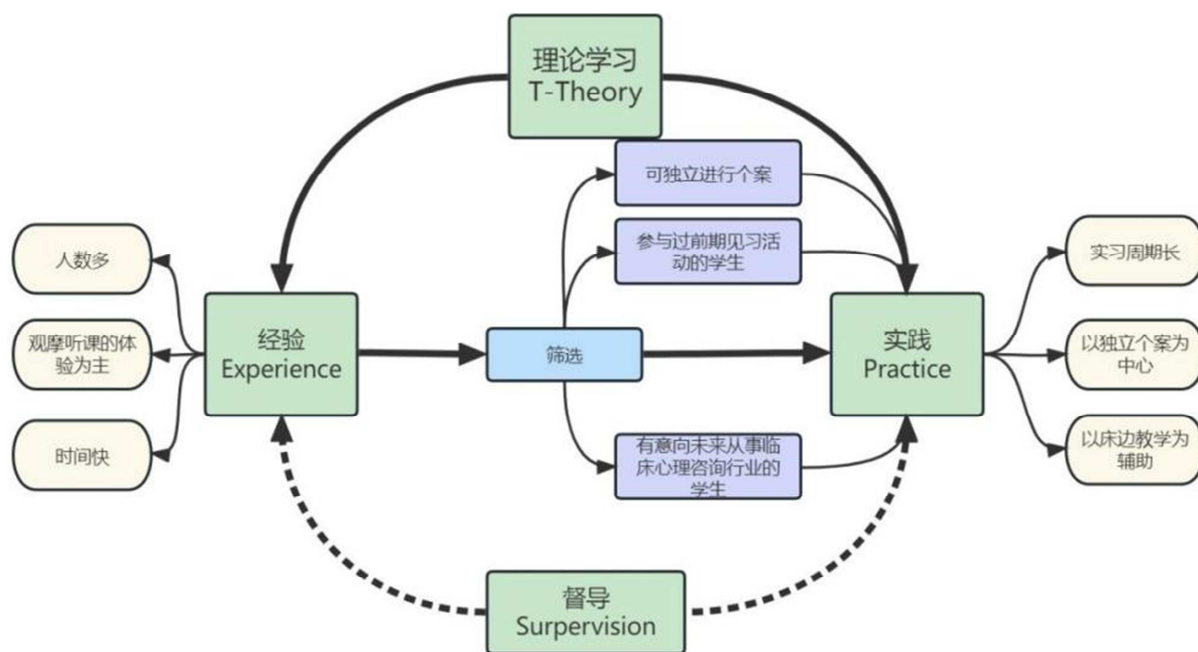 理论学习
T-Theory
可独立进行个案
参与过前期见习活
动的学生
人数多
观摩听课的体
验为主
时间快
经验
Experience
筛选
实践
Practice
实习周期长
以独立个案为
中心
以床边教学为
辅助
有意向未来从事临
床心理咨询行业的
学生
督导
Surpervision